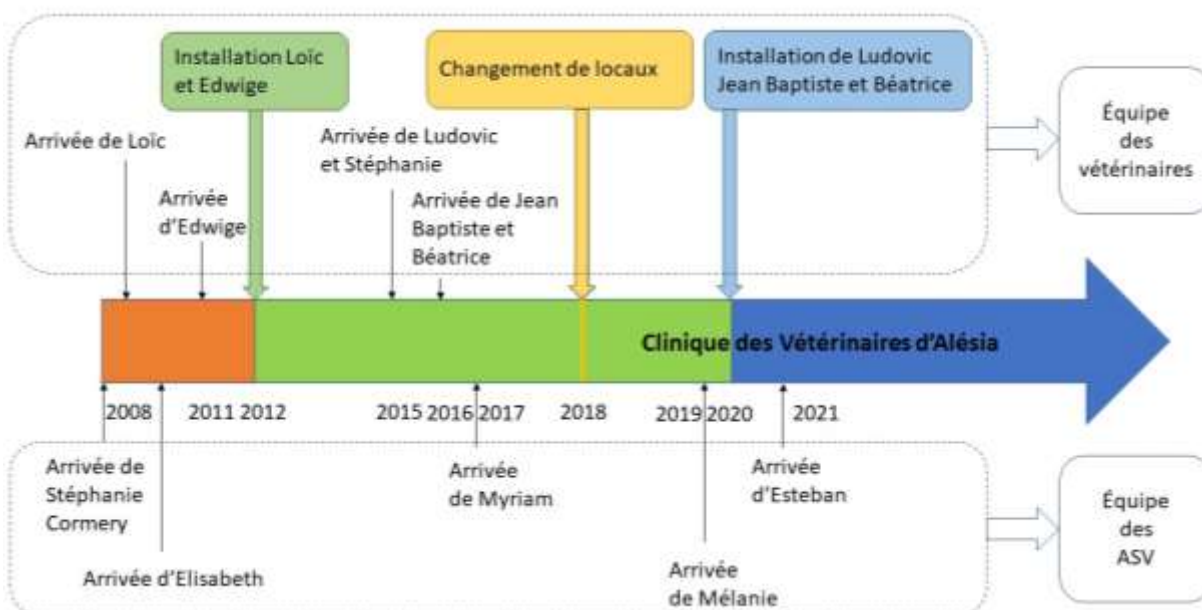 Installation Loïc
et Edwige
Changement de locaux
Installation de Ludovic
Jean Baptiste et Béatrice
Équipe
des
vétérinaires
Arrivée de Loïc
Arrivée de Ludovic
et Stéphanie
Arrivée
d'Edwige
Arrivée de Jean
Baptiste et
Béatrice
Clinique des Vétérinaires d'Alésia
2008
2011
2012
2015
2016
2017
2018
2019
2020
2021
Arrivée de
Stéphanie
Cormery
Arrivée
de Myriam
Arrivée
d'Esteban
Équipe
des
ASV
Arrivée d'Elisabeth
Arrivée
de Mélanie